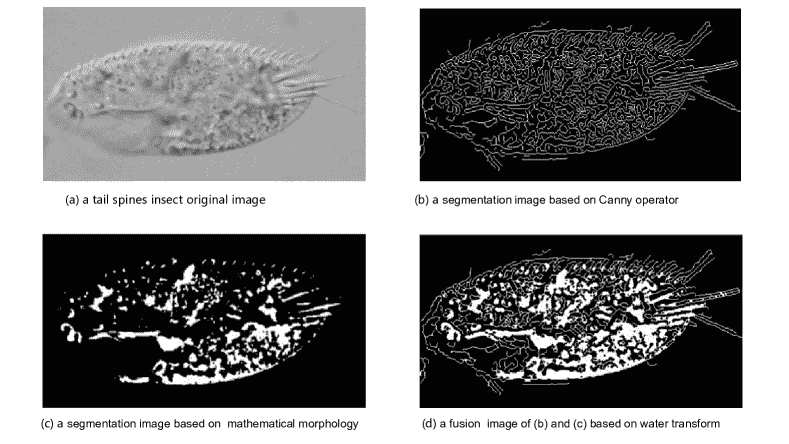 (a) a tail spines insect original image
(b) a segmentation image based on Canny operator
(c) a segmentation image based on mathematical morphology
(d) a fusion image of (b) and (c) based on water transform